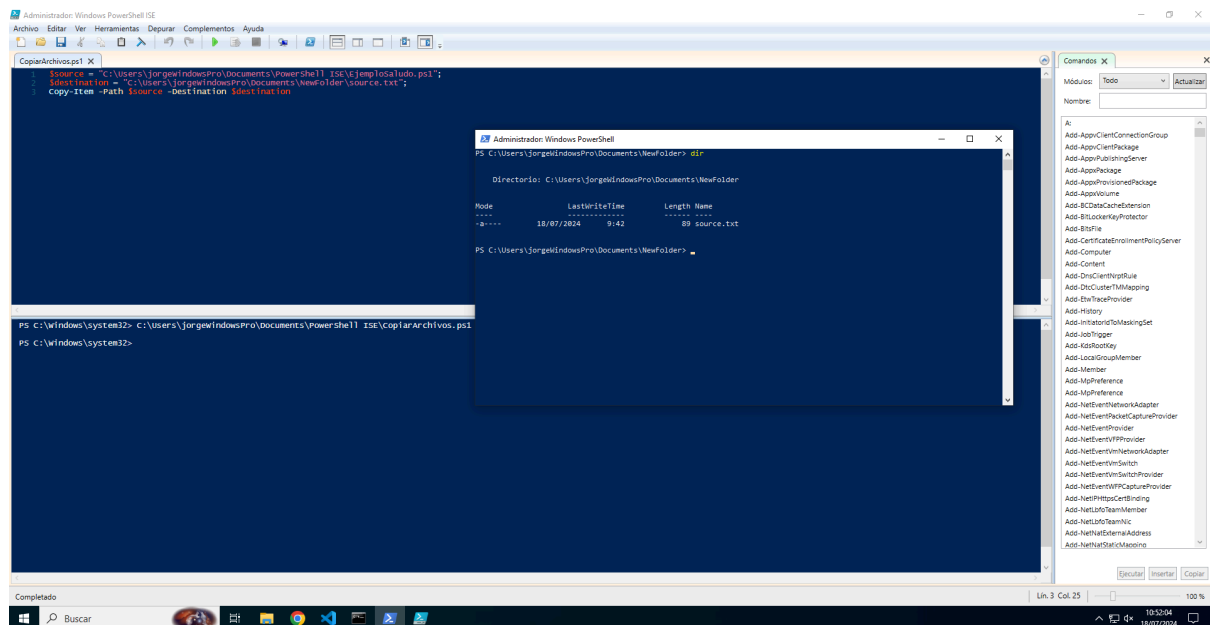 Administrador: Windows PowerShell ISE
Archivo Editar Ver Herramientas Depurar Complementos Ayuda
CopiarArchivos.ps1 X
1 $source = "C:\Users\jorgeWindowsPro\Documents\PowerShell ISE\EjemploSaludo.ps1";
2 $destination = "C:\Users\jorgeWindowsPro\Documents\NewFolder\source.txt";
3 Copy-Item -Path $source -Destination $destination
Administrador: Windows PowerShell
PS C:\Users\jorgeWindowsPro\Documents\NewFolder> dir
Directorio: C:\Users\jorgeWindowsPro\Documents\NewFolder
Mode LastWriteTime Length Name
---- ------------- ------ ----
-a---- 18/07/2024 9:42 89 source.txt
PS C:\Users\jorgeWindowsPro\Documents\NewFolder>
PS C:\Windows\system32> C:\Users\jorgeWindowsPro\Documents\PowerShell ISE\CopiarArchivos.ps1
PS C:\Windows\system32>
Comandos X
Módulos: Todo Actualizar
Nombre:
A:
Add-AppvClientConnectionGroup
Add-AppvClientPackage
Add-AppvPublishingServer
Add-AppxPackage
Add-AppxProvisionedPackage
Add-AppxVolume
Add-BCDataCacheExtension
Add-BitLockerKeyProtector
Add-BitsFile
Add-CertificateEnrollmentPolicyServer
Add-Computer
Add-Content
Add-DnsClientNrptRule
Add-DtcClusterTMMapping
Add-EtwTraceProvider
Add-History
Add-InitiatorIdToMaskingSet
Add-JobTrigger
Add-KdsRootKey
Add-LocalGroupMember
Add-Member
Add-MpPreference
Add-MpPreference
Add-NetEventNetworkAdapter
Add-NetEventPacketCaptureProvider
Add-NetEventProvider
Add-NetEventVFPProvider
Add-NetEventVmNetworkAdapter
Add-NetEventVmSwitch
Add-NetEventVmSwitchProvider
Add-NetEventWFPCaptureProvider
Add-NetIPHttpsCertBinding
Add-NetLbfoTeamMember
Add-NetLbfoTeamNic
Add-NetNatExternalAddress
Add-NetNatStaticMapping
Ejecutar Insertar Copiar
Completado
Lín. 3 Col. 25 100 %
Buscar
10:52:04
18/07/2024